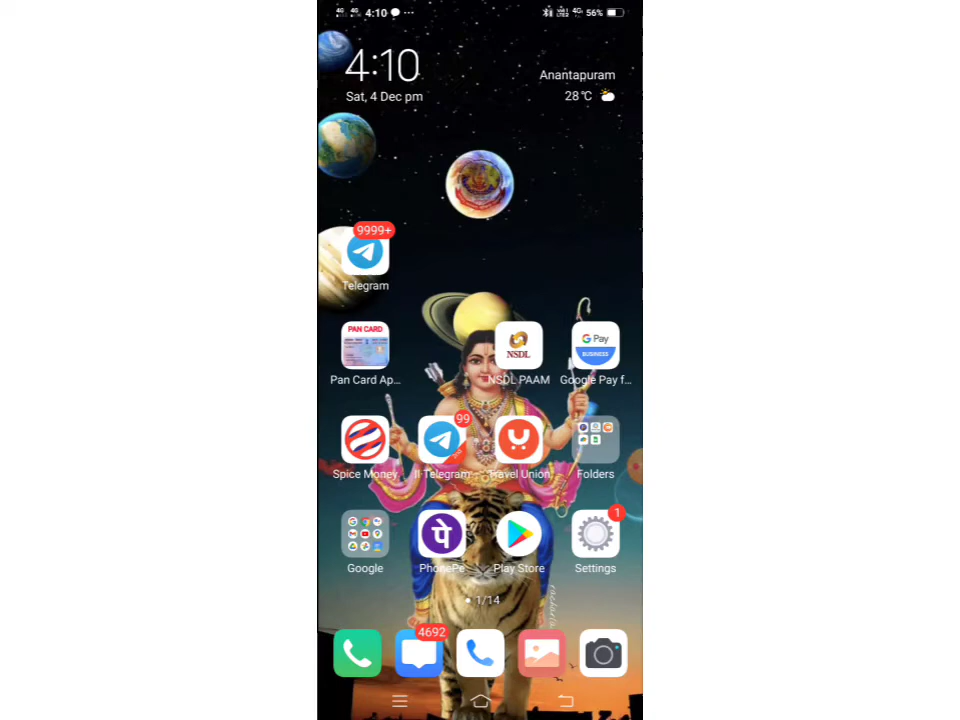 4G 4G 4:10 ... 4G 56%
4:10
Sat, 4 Dec pm
Anantapuram
28°C
9999+
Telegram
PAN CARD
NSDL
G Pay
BUSINESS
Pan Card Ap...
NSDL PAAM
Google Pay f...
99
Spice Money
II·Telegram
Travel Union
Folders
पे
1
Google
PhonePe
Play Store
Settings
1/14
4692